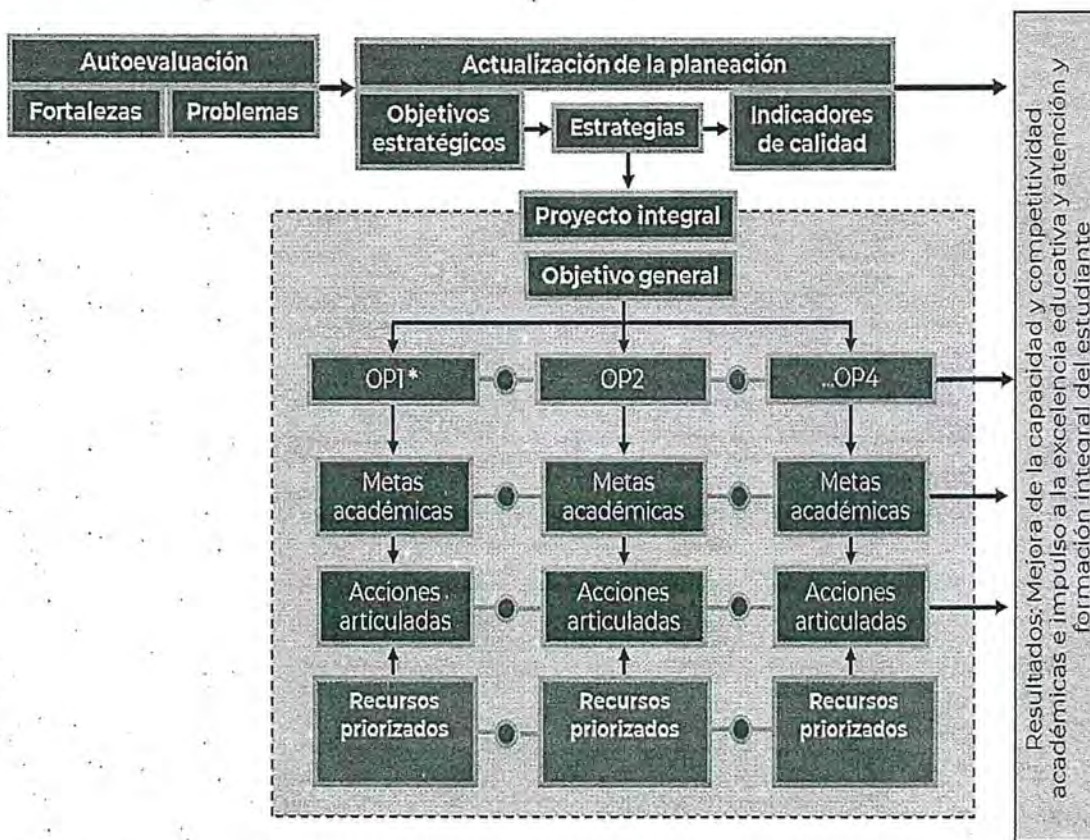 Autoevaluación
Fortalezas
Problemas
Actualización de la planeación
Objetivos
estratégicos
Estrategias
Indicadores
de calidad
Proyecto integral
Objetivo general
OP1*
OP2
...OP4
Metas
académicas
Metas
académicas
Metas
académicas
Acciones
articuladas
Acciones
articuladas
Acciones
articuladas
Recursos
priorizados
Recursos
priorizados
Recursos
priorizados
Resultados: Mejora de la capacidad y competitividad
académicas e impulso a la excelencia educativa y atención y
formación integral del estudiante